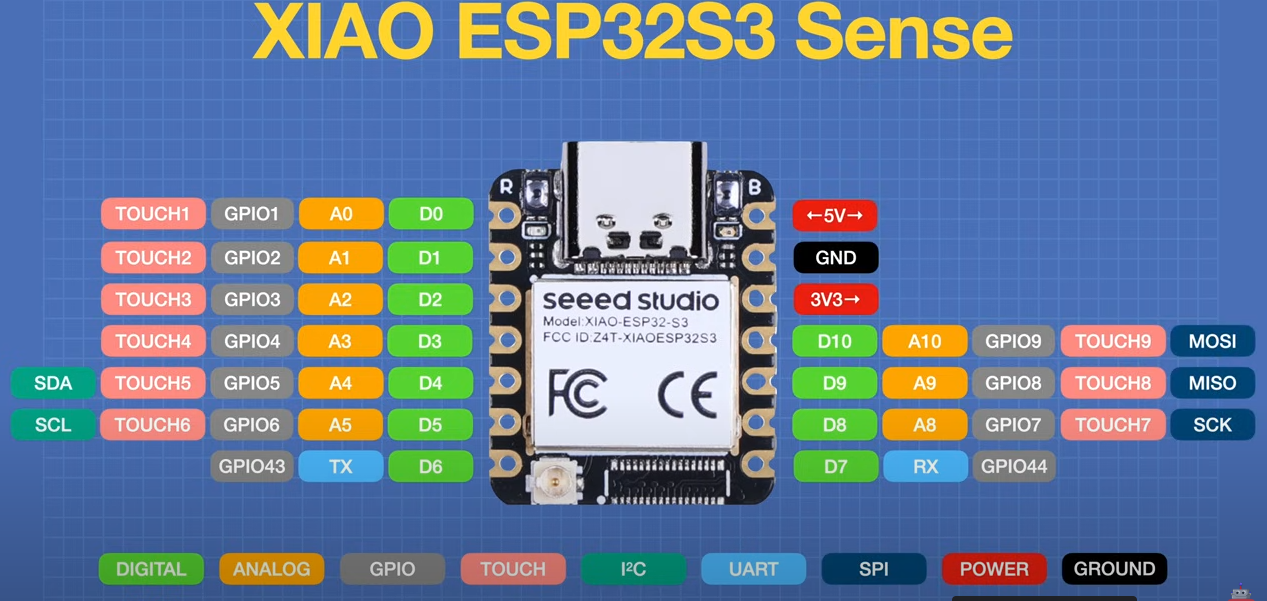 XIAO ESP32S3 Sense
R B
TOUCH1 GPIO1 A0 D0 ←5V→
TOUCH2 GPIO2 A1 D1 GND
TOUCH3 GPIO3 A2 D2 3V3→
seeed studio
Model:XIAO-ESP32-S3
FCC ID:Z4T-XIAOESP32S3
TOUCH4 GPIO4 A3 D3 D10 A10 GPIO9 TOUCH9 MOSI
SDA TOUCH5 GPIO5 A4 D4 D9 A9 GPIO8 TOUCH8 MISO
FC CE
SCL TOUCH6 GPIO6 A5 D5 D8 A8 GPIO7 TOUCH7 SCK
GPIO43 TX D6 D7 RX GPIO44
DIGITAL ANALOG GPIO TOUCH I²C UART SPI POWER GROUND